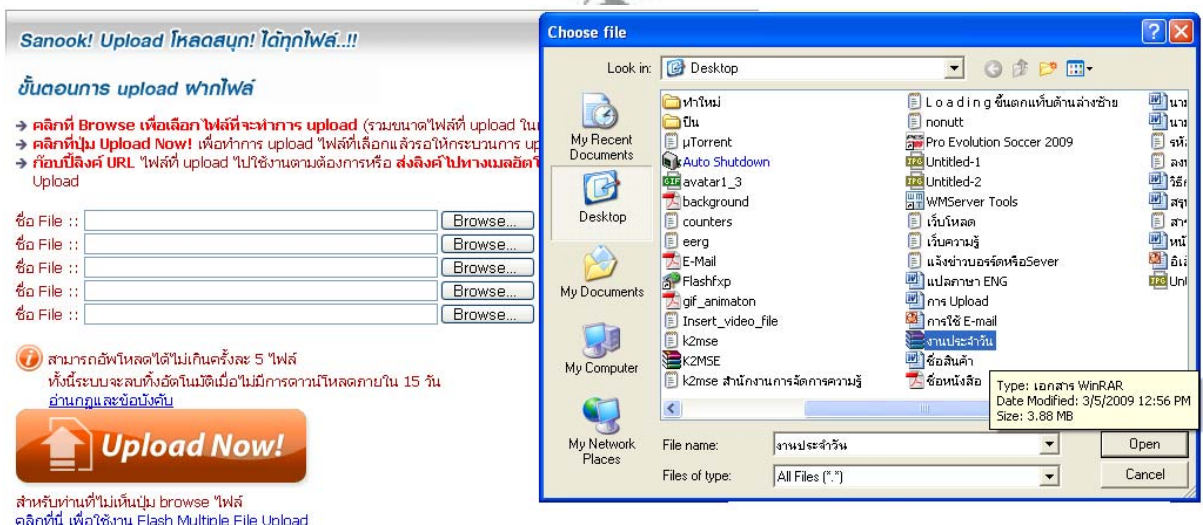 Sanook! Upload โหลดสนุก! ได้ทุกไฟล์..!!
ขั้นตอนการ upload ฝากไฟล์
คลิกที่ Browse เพื่อเลือกไฟล์ที่จะทำการ upload (รวมขนาดไฟล์ที่ upload ใน
คลิกที่ปุ่ม Upload Now! เพื่อทำการ upload ไฟล์ที่เลือกแล้วรอให้กระบวนการ up
ก๊อบปี้ลิงค์ URL ไฟล์ที่ upload ไปใช้งานตามต้องการหรือ ส่งลิงค์ไปทางเมลอัตโ
Upload
ชื่อ File :: Browse...
ชื่อ File :: Browse...
ชื่อ File :: Browse...
ชื่อ File :: Browse...
ชื่อ File :: Browse...
สามารถอัพโหลดได้ไม่เกินครั้งละ 5 ไฟล์
ทั้งนี้ระบบจะลบทิ้งอัตโนมัติเมื่อไม่มีการดาวน์โหลดภายใน 15 วัน
อ่านกฎและข้อบังคับ
Upload Now!
สำหรับท่านที่ไม่เห็นปุ่ม browse ไฟล์
คลิกที่นี่ เพื่อใช้งาน Flash Multiple File Upload
Choose file
Look in: Desktop
My Recent
Documents
Desktop
My Documents
My Computer
My Network
Places
ทำใหม่
ปืน
µTorrent
Auto Shutdown
avatar1_3
background
counters
eerg
E-Mail
Flashfxp
gif_animaton
Insert_video_file
k2mse
K2MSE
k2mse สำนักงานการจัดการความรู้
L o a d i n g ขึ้นตกแท็บด้านล่างซ้าย
nonutt
Pro Evolution Soccer 2009
Untitled-1
Untitled-2
WMServer Tools
เว็บโหลด
เว็บความรู้
แจ้งข่าวบอร์ดหรือSever
แปลภาษา ENG
การ Upload
การใช้ E-mail
งานประจำวัน
ชื่อสินค้า
ชื่อหนังสือ
Type: เอกสาร WinRAR
Date Modified: 3/5/2009 12:56 PM
Size: 3.88 MB
File name: งานประจำวัน Open
Files of type: All Files (*.*) Cancel